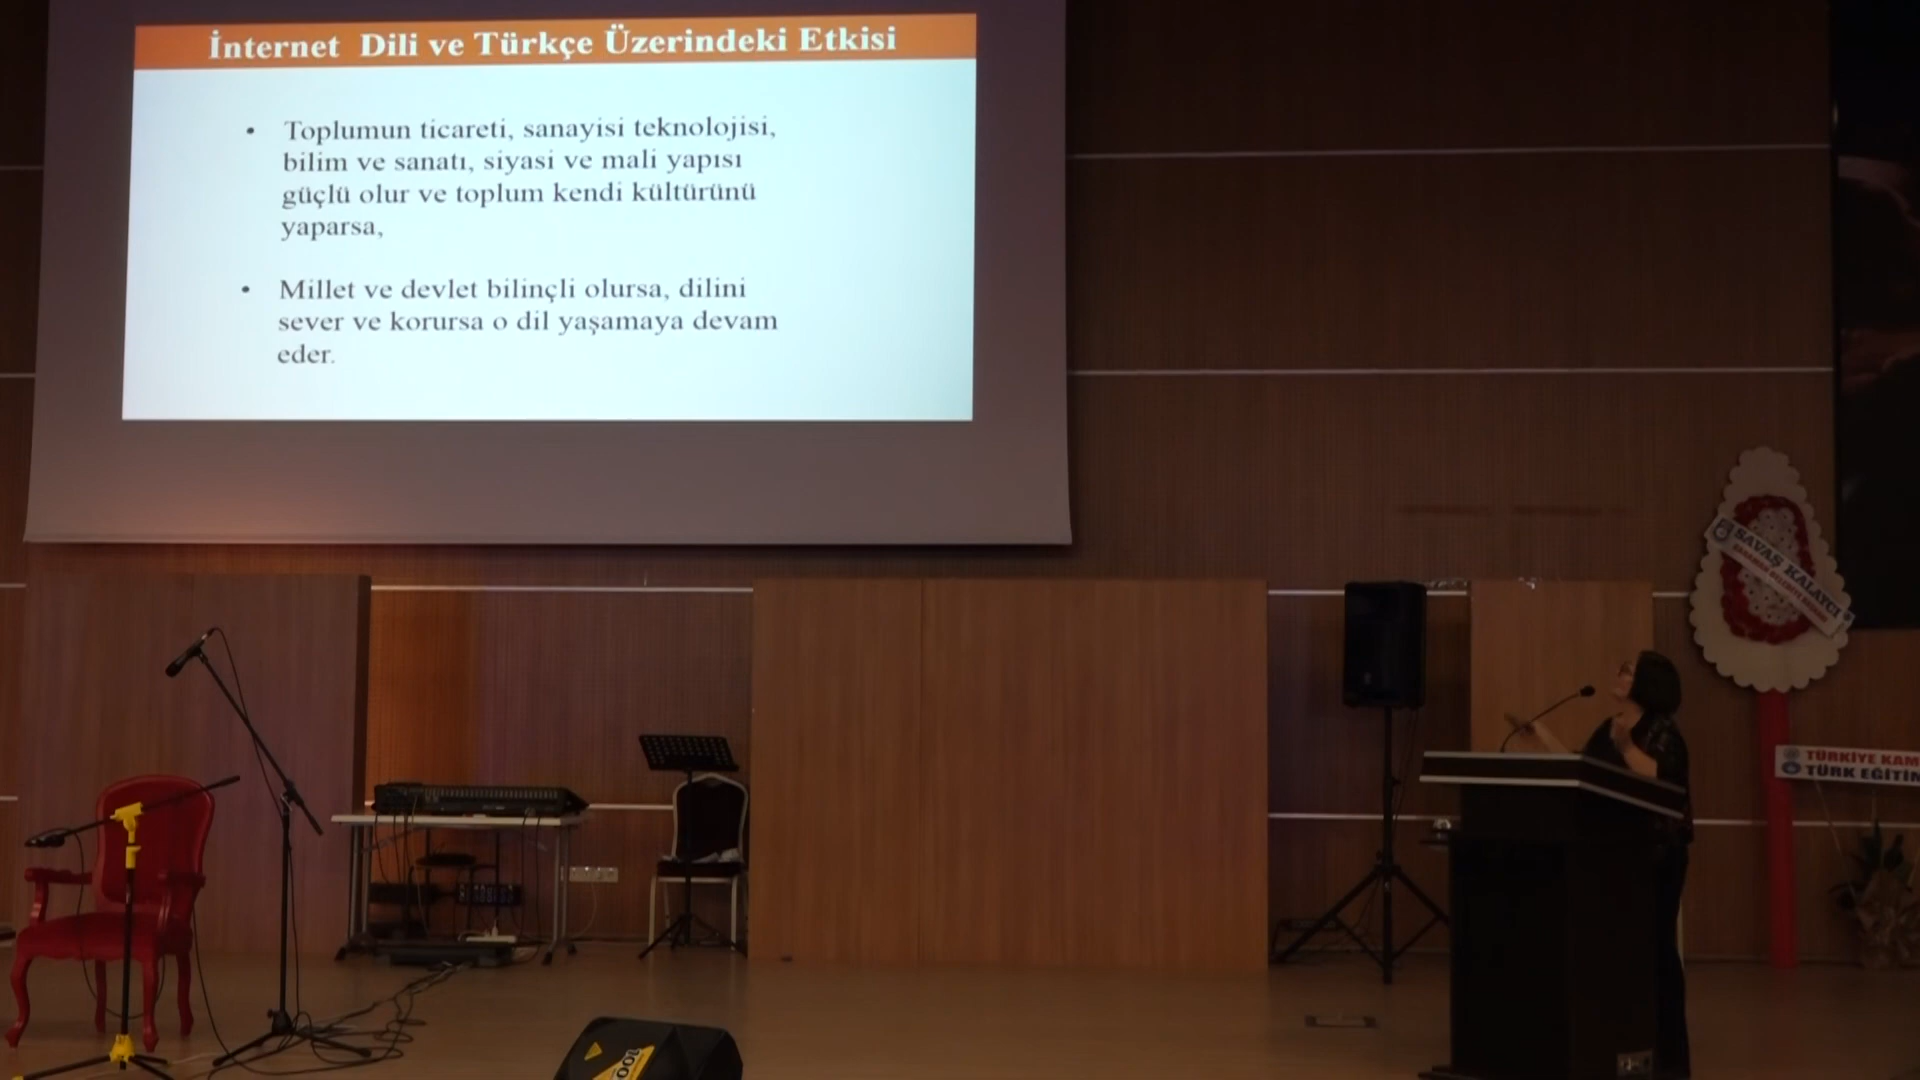 İnternet Dili ve Türkçe Üzerindeki Etkisi
• Toplumun ticareti, sanayisi teknolojisi,
bilim ve sanatı, siyasi ve mali yapısı
güçlü olur ve toplum kendi kültürünü
yaparsa,
• Millet ve devlet bilinçli olursa, dilini
sever ve korursa o dil yaşamaya devam
eder.
SAVAŞ KALAYCI
TÜRKİYE KAM
TÜRK EĞİTİM